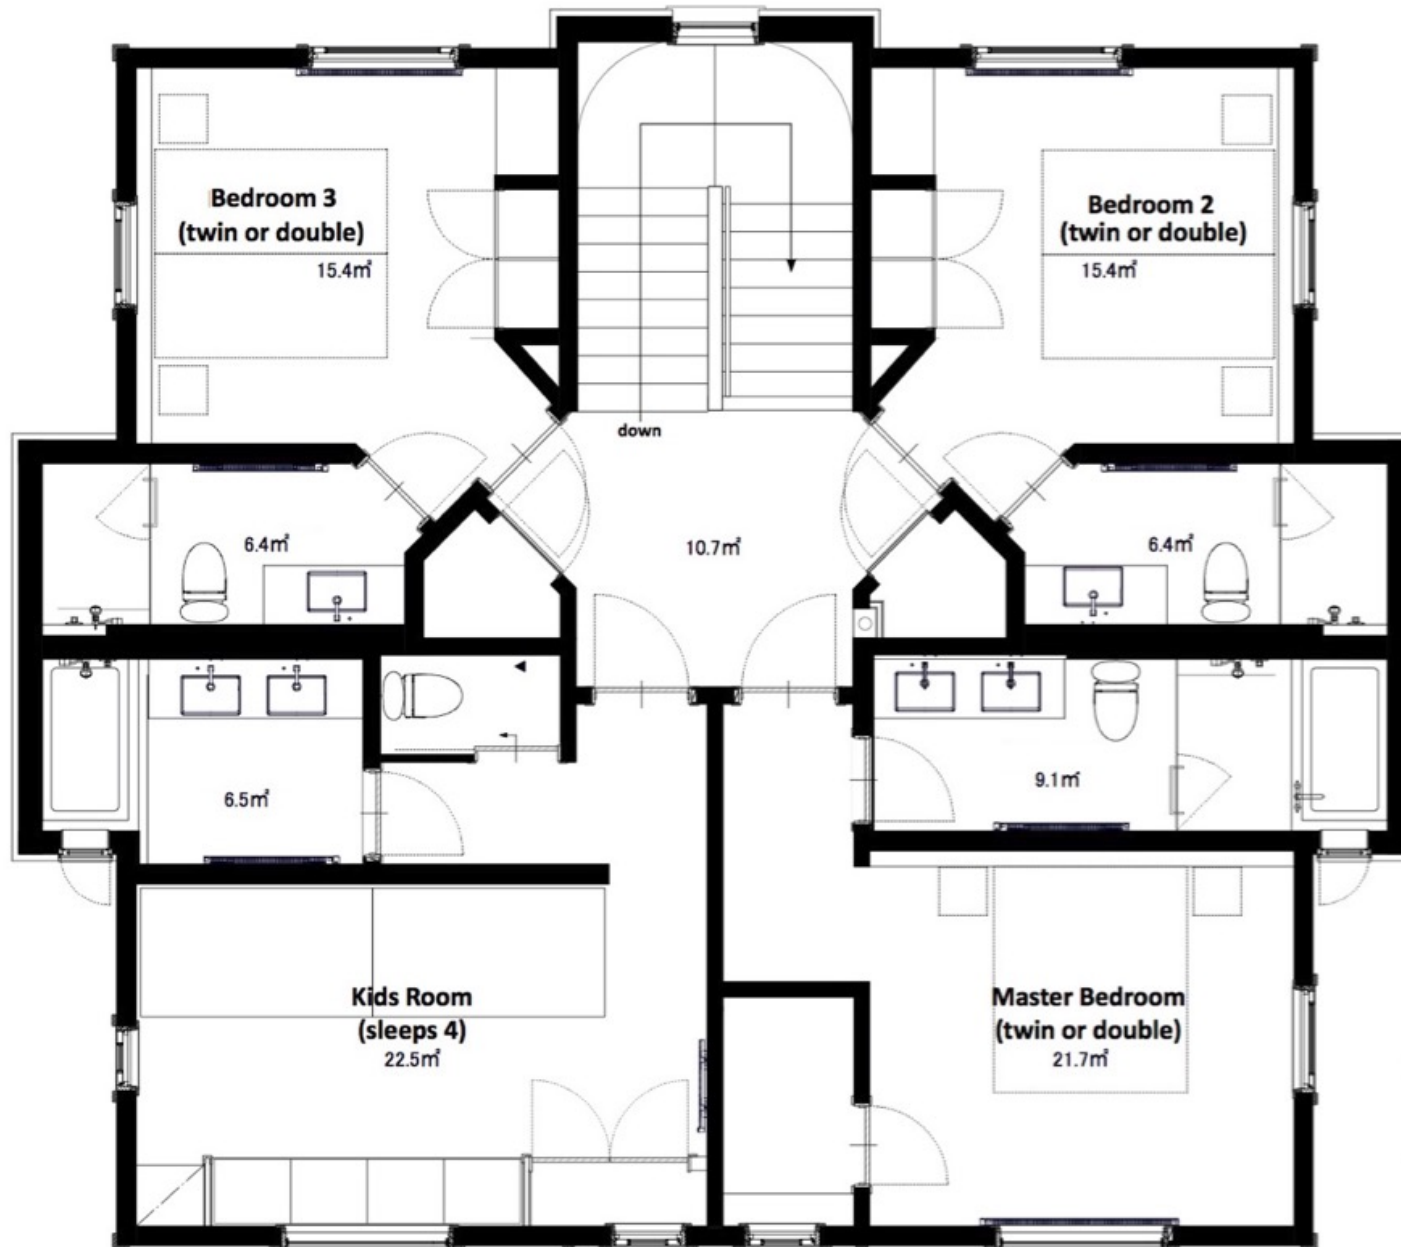 Bedroom 3
(twin or double)
15.4㎡
Bedroom 2
(twin or double)
15.4㎡
down
6.4㎡
10.7㎡
6.4㎡
6.5㎡
9.1㎡
Kids Room
(sleeps 4)
22.5㎡
Master Bedroom
(twin or double)
21.7㎡